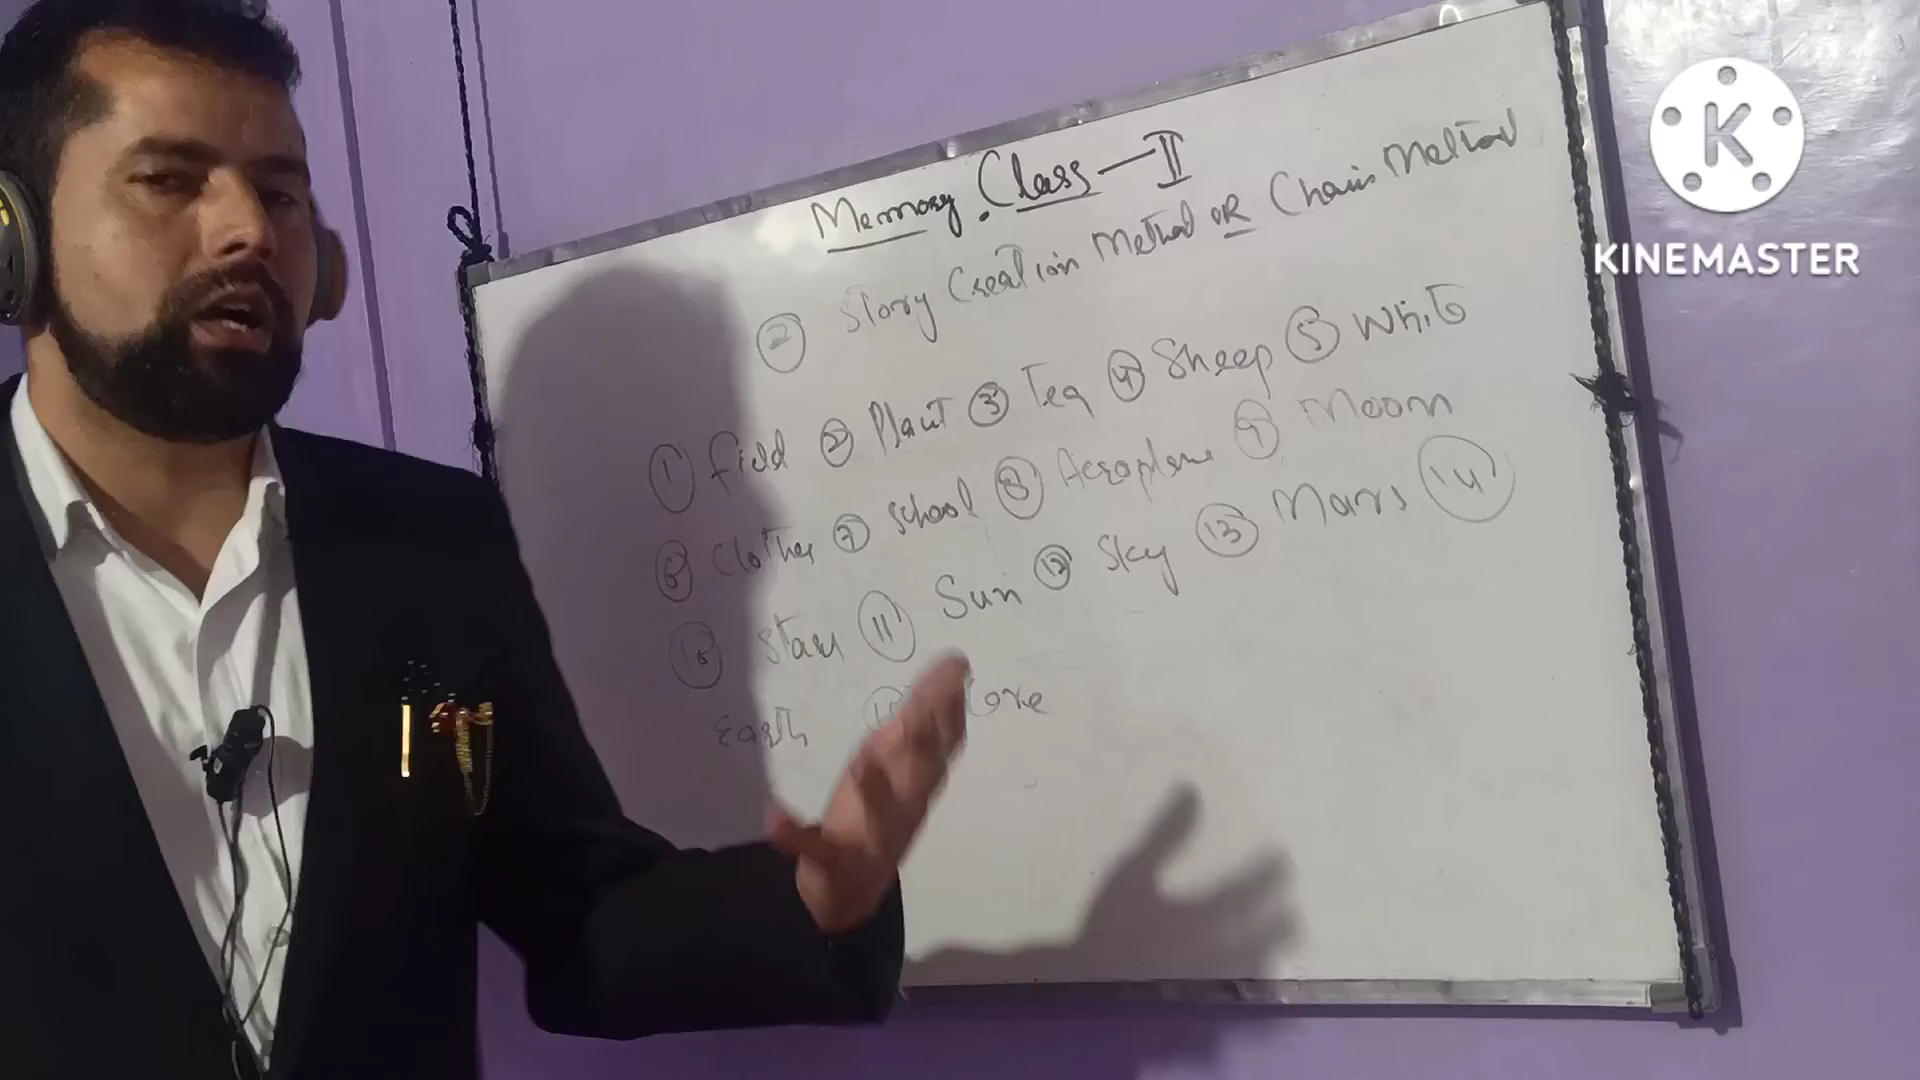 Memory Class—II
② Story Creation Method OR Chain Method
① field ② Plant ③ Tea ④ Sheep ⑤ White
⑥ Clothes ⑦ School ⑧ Aeroplane ⑨ Moon
⑩ Stars ⑪ Sun ⑫ Sky ⑬ Mars ⑭
Earth
K
KINEMASTER